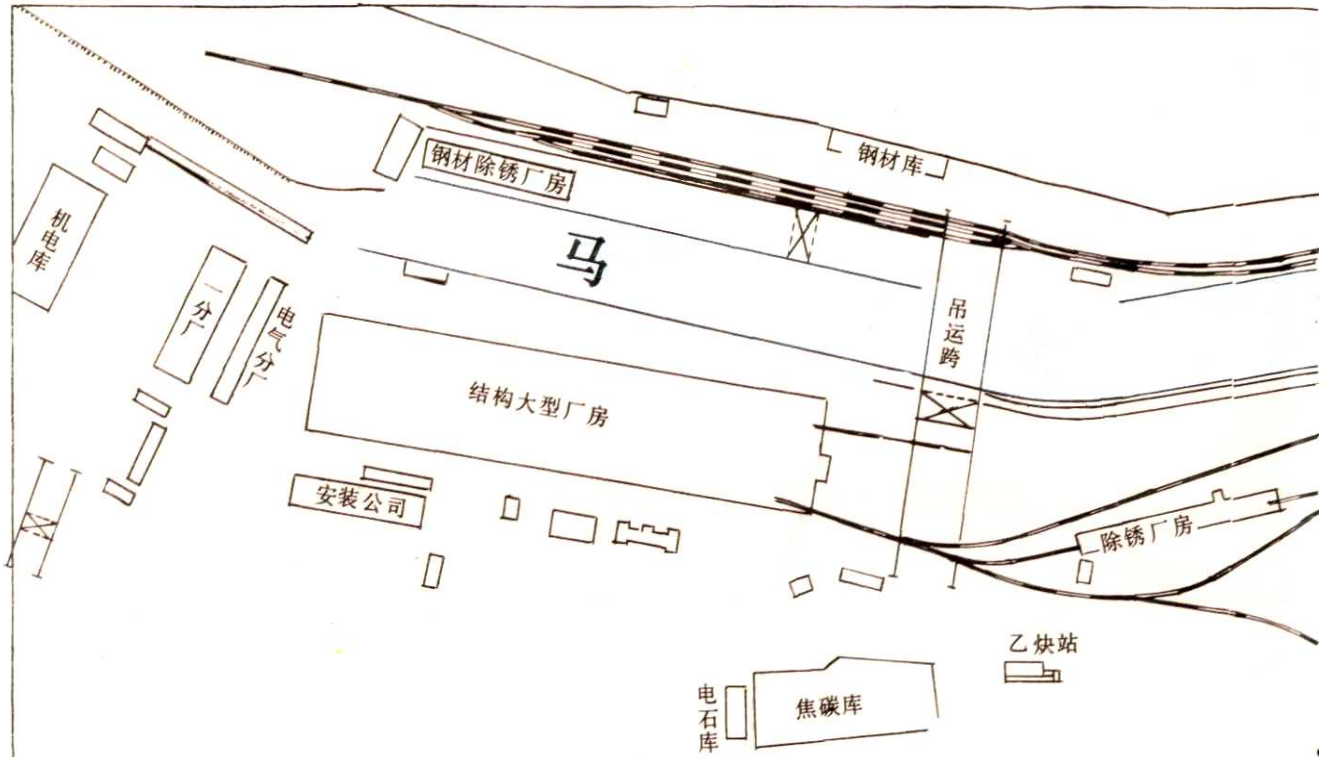 钢材库
钢材除锈厂房
机电库
马
一分厂
电气分厂
吊运跨
结构大型厂房
安装公司
除锈厂房
乙炔站
电石库
焦碳库